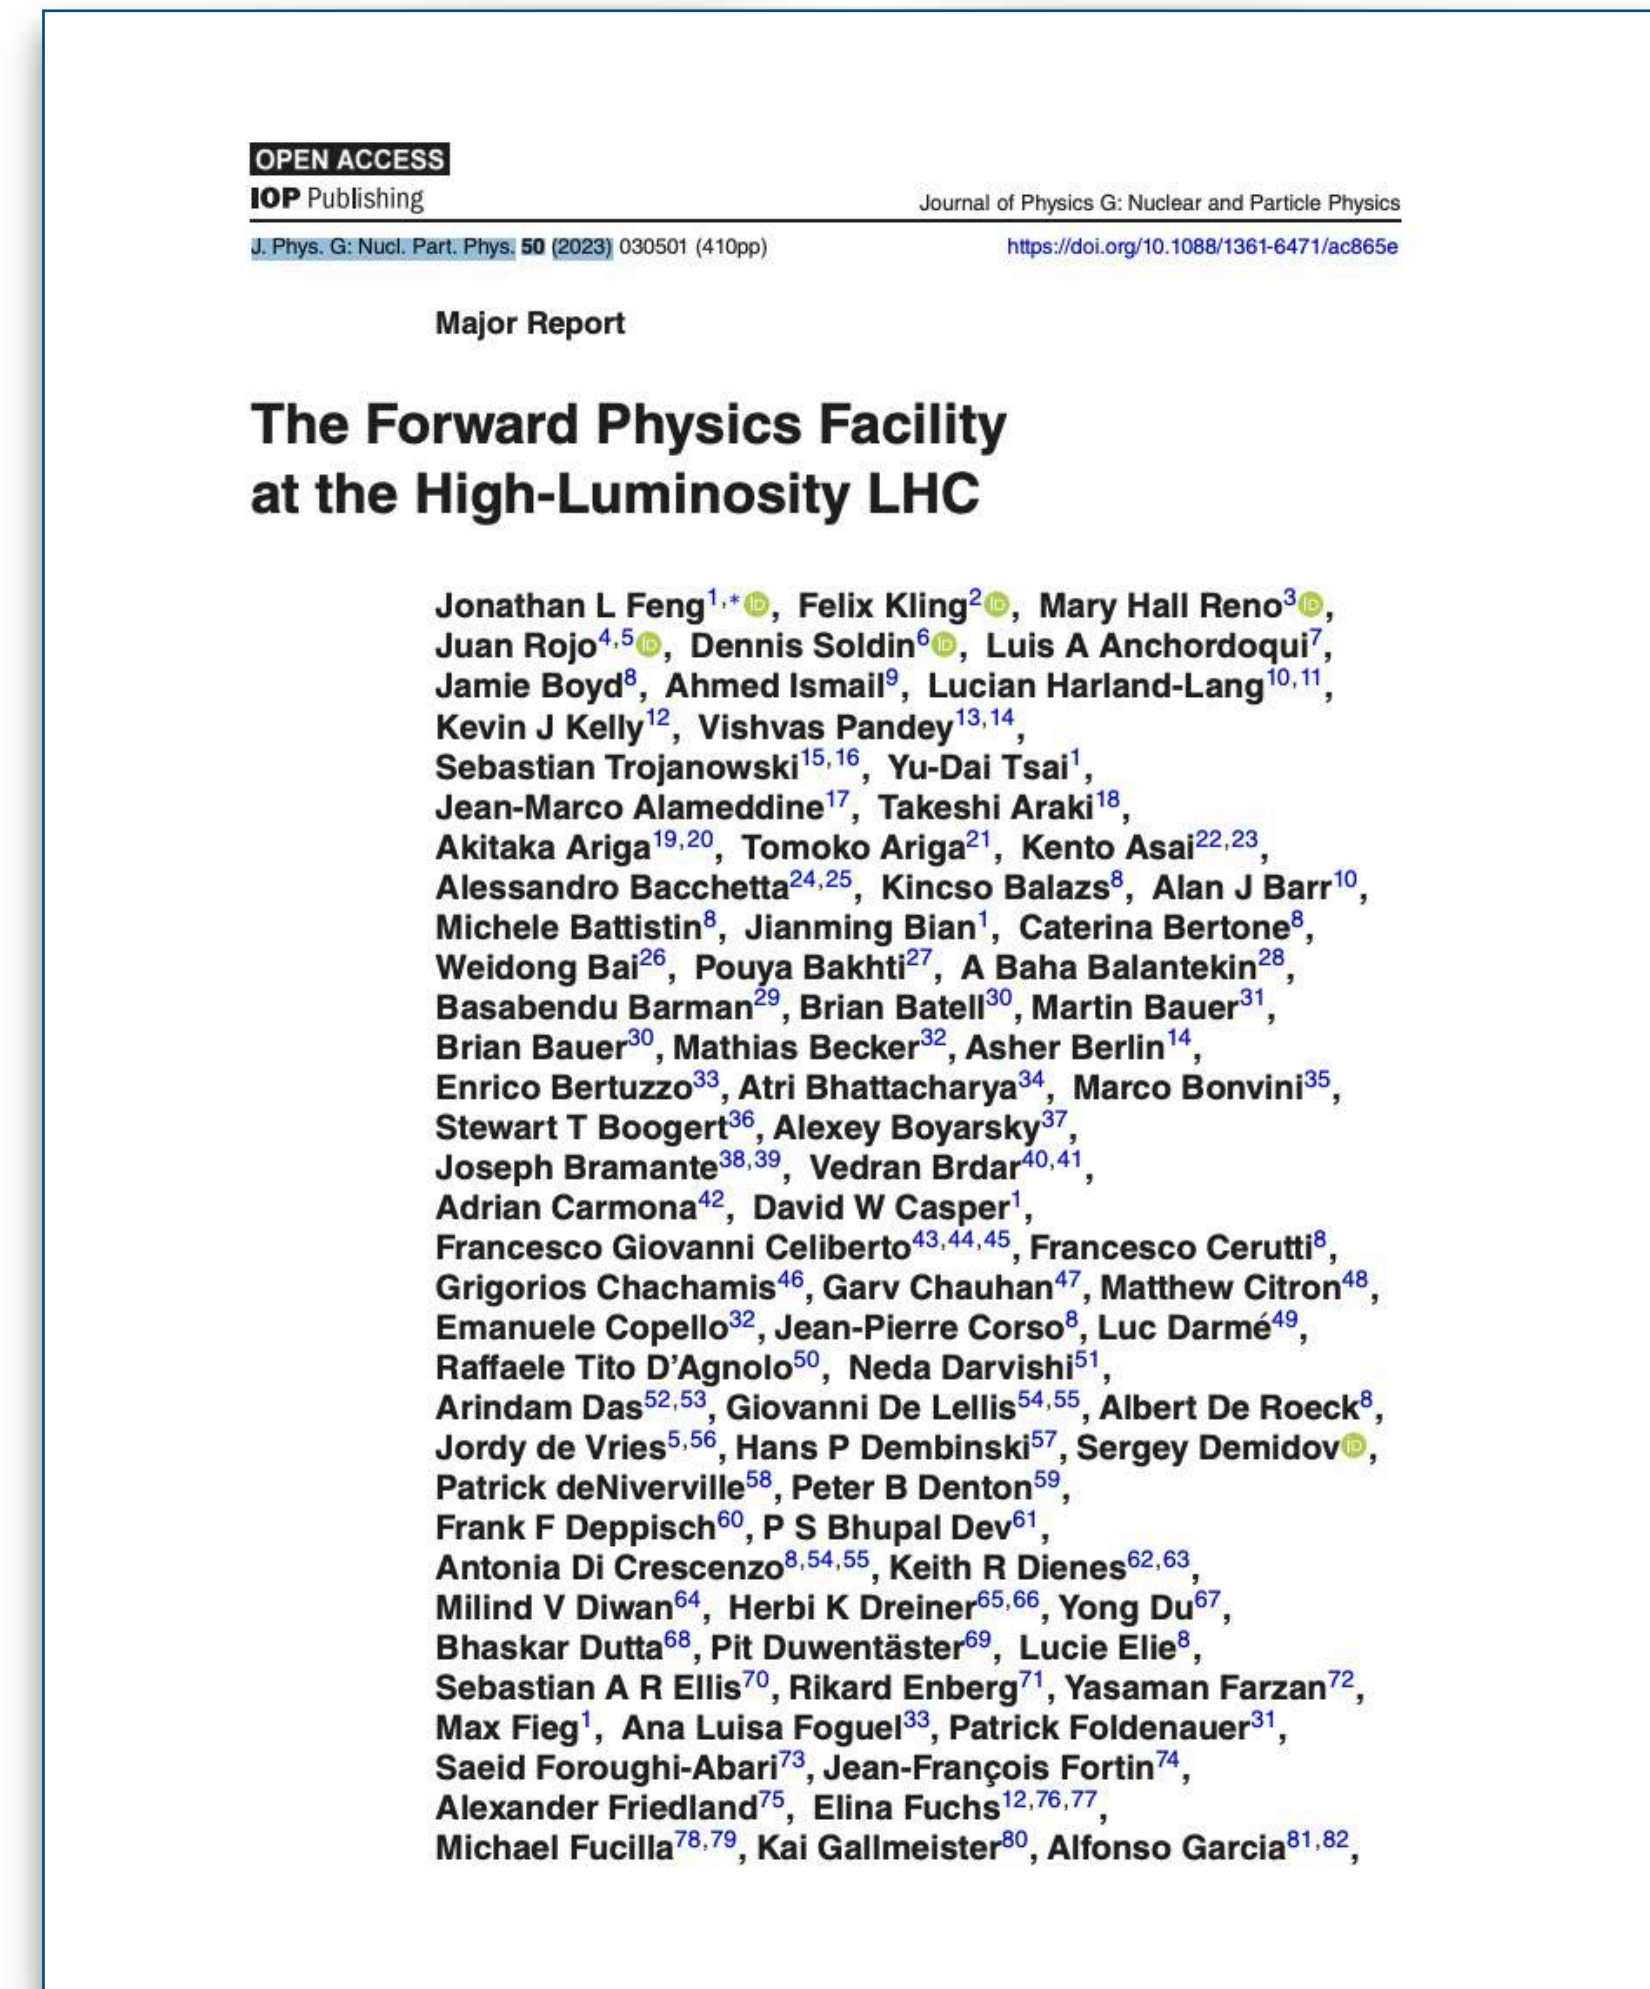 OPEN ACCESS
IOP Publishing
Journal of Physics G: Nuclear and Particle Physics
J. Phys. G: Nucl. Part. Phys. 50 (2023) 030501 (410pp)
https://doi.org/10.1088/1361-6471/ac865e
Major Report
The Forward Physics Facility
at the High-Luminosity LHC
Jonathan L Feng1,* iD, Felix Kling2 iD, Mary Hall Reno3 iD,
Juan Rojo4,5 iD, Dennis Soldin6 iD, Luis A Anchordoqui7,
Jamie Boyd8, Ahmed Ismail9, Lucian Harland-Lang10,11,
Kevin J Kelly12, Vishvas Pandey13,14,
Sebastian Trojanowski15,16, Yu-Dai Tsai1,
Jean-Marco Alameddine17, Takeshi Araki18,
Akitaka Ariga19,20, Tomoko Ariga21, Kento Asai22,23,
Alessandro Bacchetta24,25, Kincso Balazs8, Alan J Barr10,
Michele Battistin8, Jianming Bian1, Caterina Bertone8,
Weidong Bai26, Pouya Bakhti27, A Baha Balantekin28,
Basabendu Barman29, Brian Batell30, Martin Bauer31,
Brian Bauer30, Mathias Becker32, Asher Berlin14,
Enrico Bertuzzo33, Atri Bhattacharya34, Marco Bonvini35,
Stewart T Boogert36, Alexey Boyarsky37,
Joseph Bramante38,39, Vedran Brdar40,41,
Adrian Carmona42, David W Casper1,
Francesco Giovanni Celiberto43,44,45, Francesco Cerutti8,
Grigorios Chachamis46, Garv Chauhan47, Matthew Citron48,
Emanuele Copello32, Jean-Pierre Corso8, Luc Darmé49,
Raffaele Tito D'Agnolo50, Neda Darvishi51,
Arindam Das52,53, Giovanni De Lellis54,55, Albert De Roeck8,
Jordy de Vries5,56, Hans P Dembinski57, Sergey Demidov iD,
Patrick deNiverville58, Peter B Denton59,
Frank F Deppisch60, P S Bhupal Dev61,
Antonia Di Crescenzo8,54,55, Keith R Dienes62,63,
Milind V Diwan64, Herbi K Dreiner65,66, Yong Du67,
Bhaskar Dutta68, Pit Duwentäster69, Lucie Elie8,
Sebastian A R Ellis70, Rikard Enberg71, Yasaman Farzan72,
Max Fieg1, Ana Luisa Foguel33, Patrick Foldenauer31,
Saeid Foroughi-Abari73, Jean-François Fortin74,
Alexander Friedland75, Elina Fuchs12,76,77,
Michael Fucilla78,79, Kai Gallmeister80, Alfonso Garcia81,82,